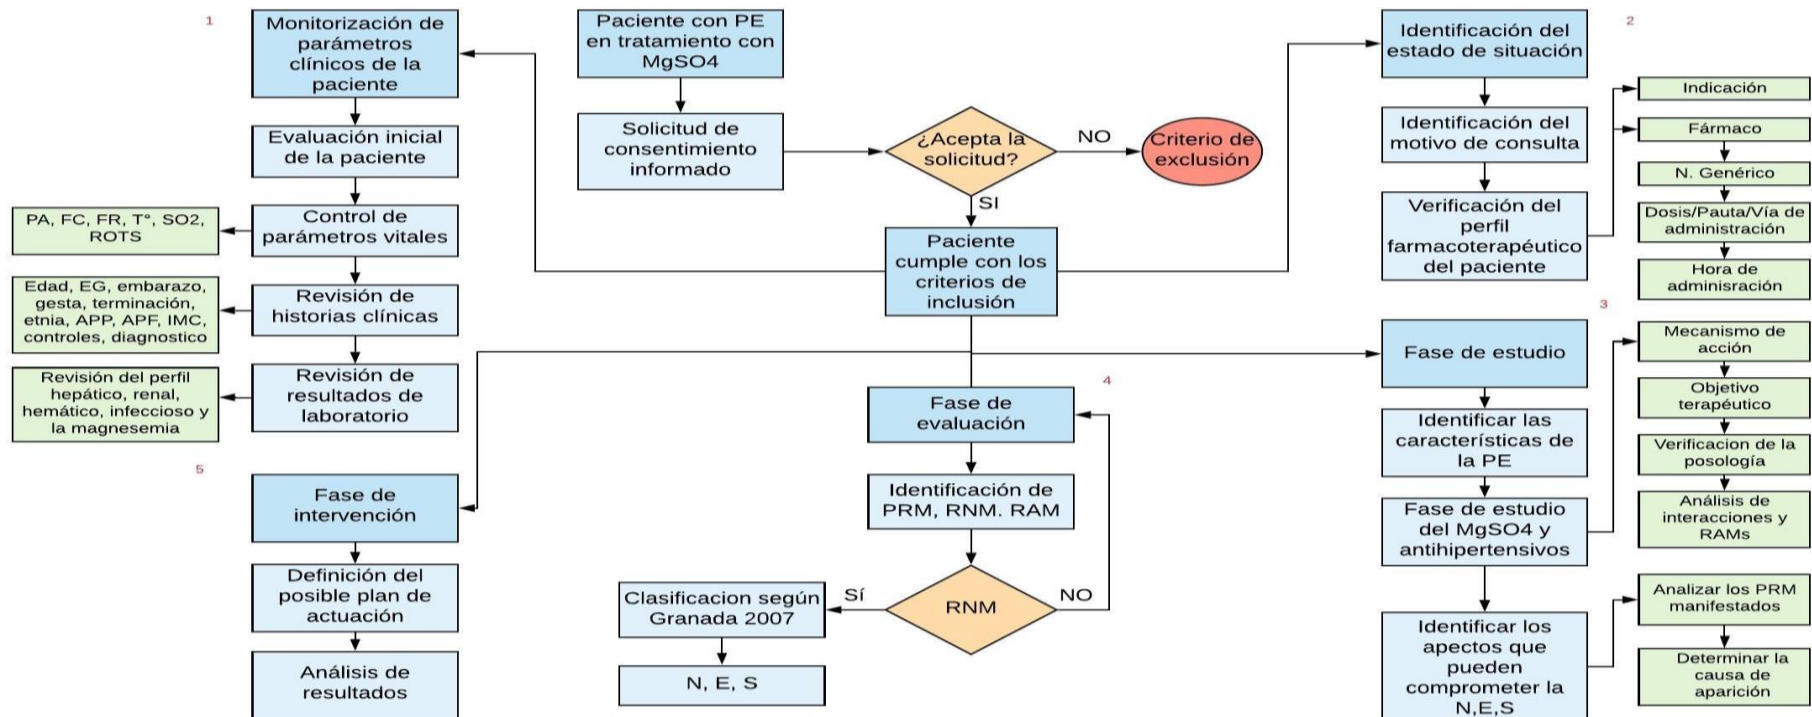 1
Monitorización de
parámetros
clínicos de la
paciente
Evaluación inicial
de la paciente
Control de
parámetros vitales
PA, FC, FR, T°, SO2,
ROTS
Revisión de
historias clínicas
Edad, EG, embarazo,
gesta, terminación,
etnia, APP, APF, IMC,
controles, diagnostico
Revisión de
resultados de
laboratorio
Revisión del perfil
hepático, renal,
hemático, infeccioso y
la magnesemia
Paciente con PE
en tratamiento con
MgSO4
Solicitud de
consentimiento
informado
¿Acepta la
solicitud?
NO
Criterio de
exclusión
SI
Paciente
cumple con los
criterios de
inclusión
2
Identificación del
estado de situación
Identificación del
motivo de consulta
Verificación del
perfil
farmacoterapéutico
del paciente
Indicación
Fármaco
N. Genérico
Dosis/Pauta/Vía de
administración
Hora de
adminisración
3
Fase de estudio
Identificar las
características de
la PE
Fase de estudio
del MgSO4 y
antihipertensivos
Mecanismo de
acción
Objetivo
terapéutico
Verificacion de la
posología
Análisis de
interacciones y
RAMs
Identificar los
apectos que
pueden
comprometer la
N,E,S
Analizar los PRM
manifestados
Determinar la
causa de
aparición
4
Fase de
evaluación
Identificación de
PRM, RNM. RAM
RNM
NO
Sí
Clasificacion según
Granada 2007
N, E, S
5
Fase de
intervención
Definición del
posible plan de
actuación
Análisis de
resultados